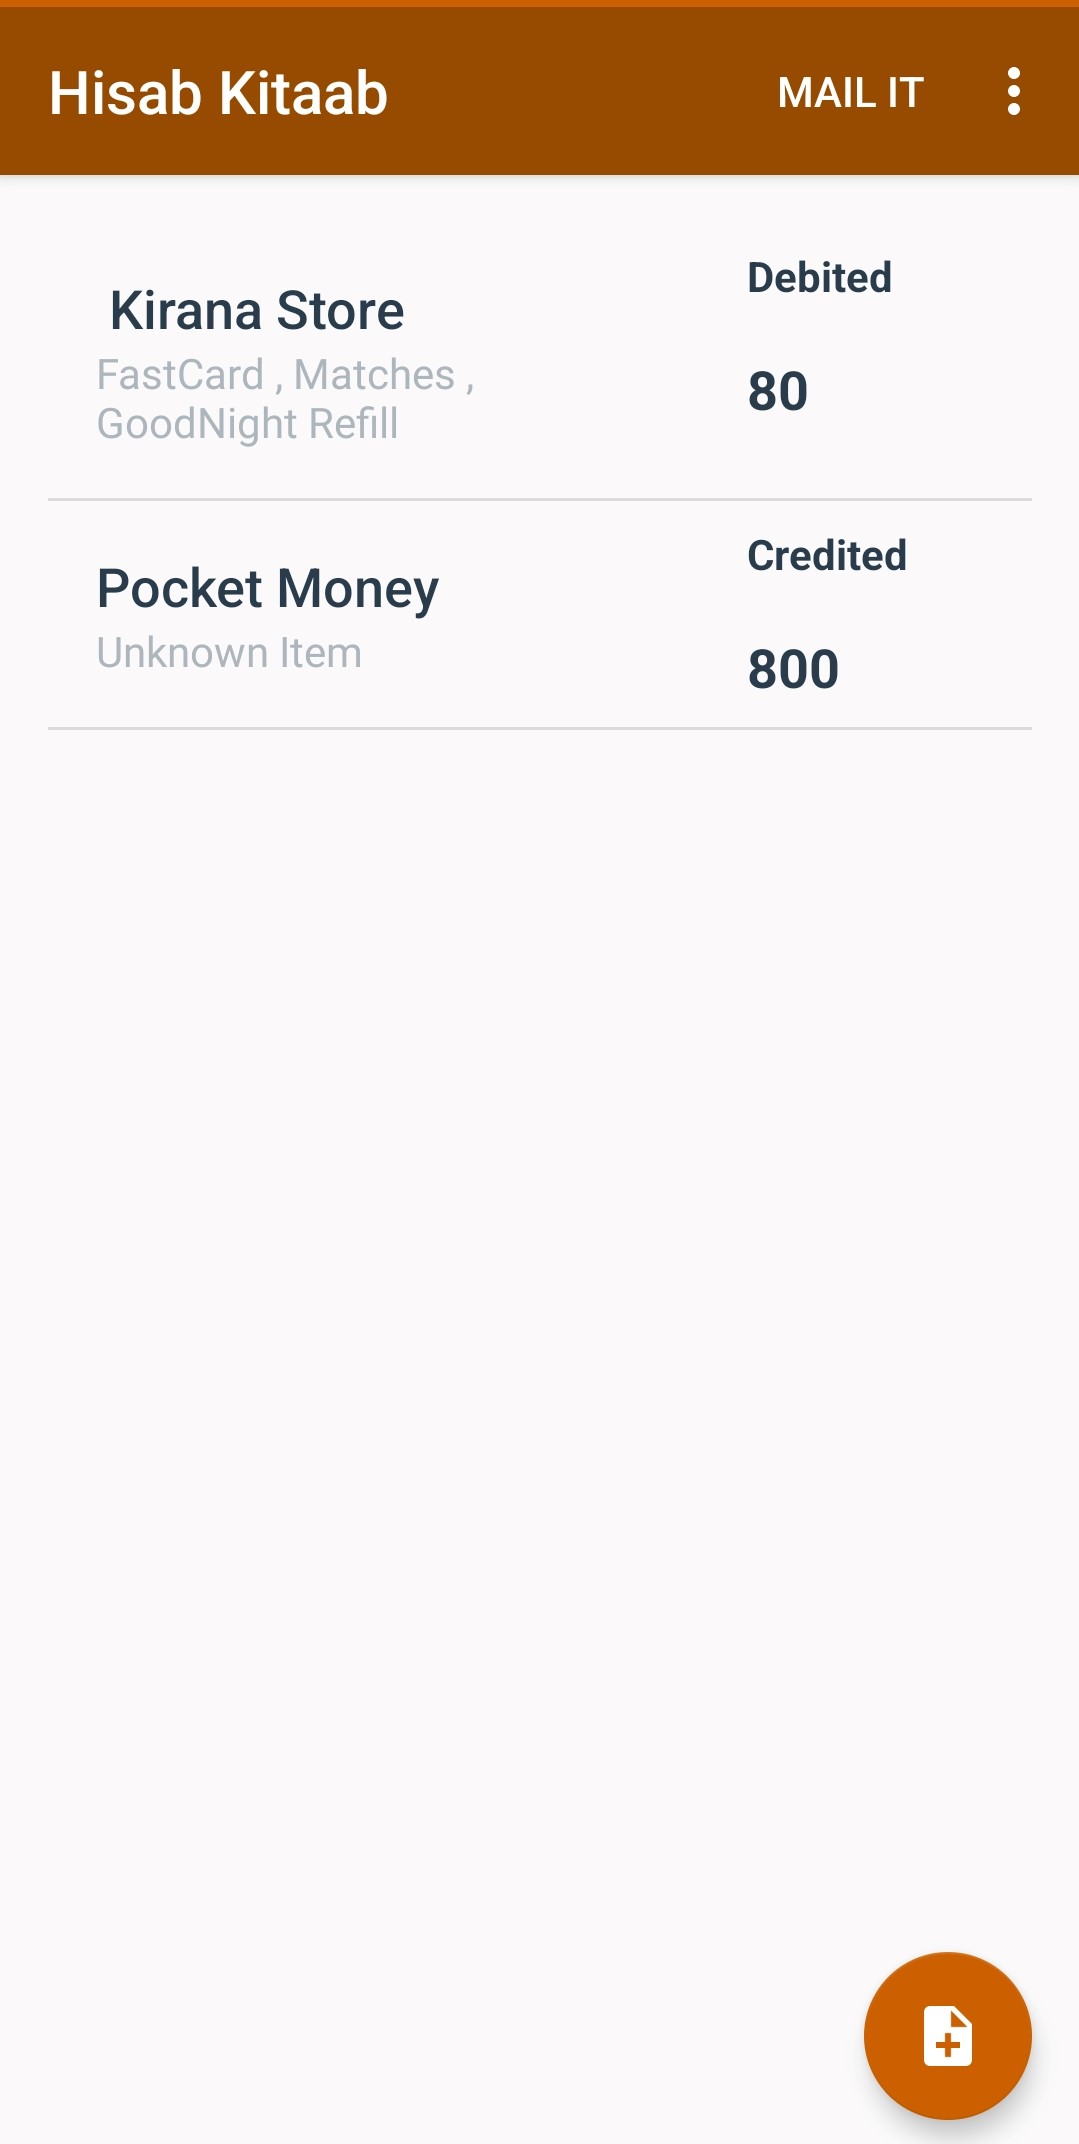 Hisab Kitaab
MAIL IT
Kirana Store
FastCard , Matches ,
GoodNight Refill
Debited
80
Pocket Money
Unknown Item
Credited
800